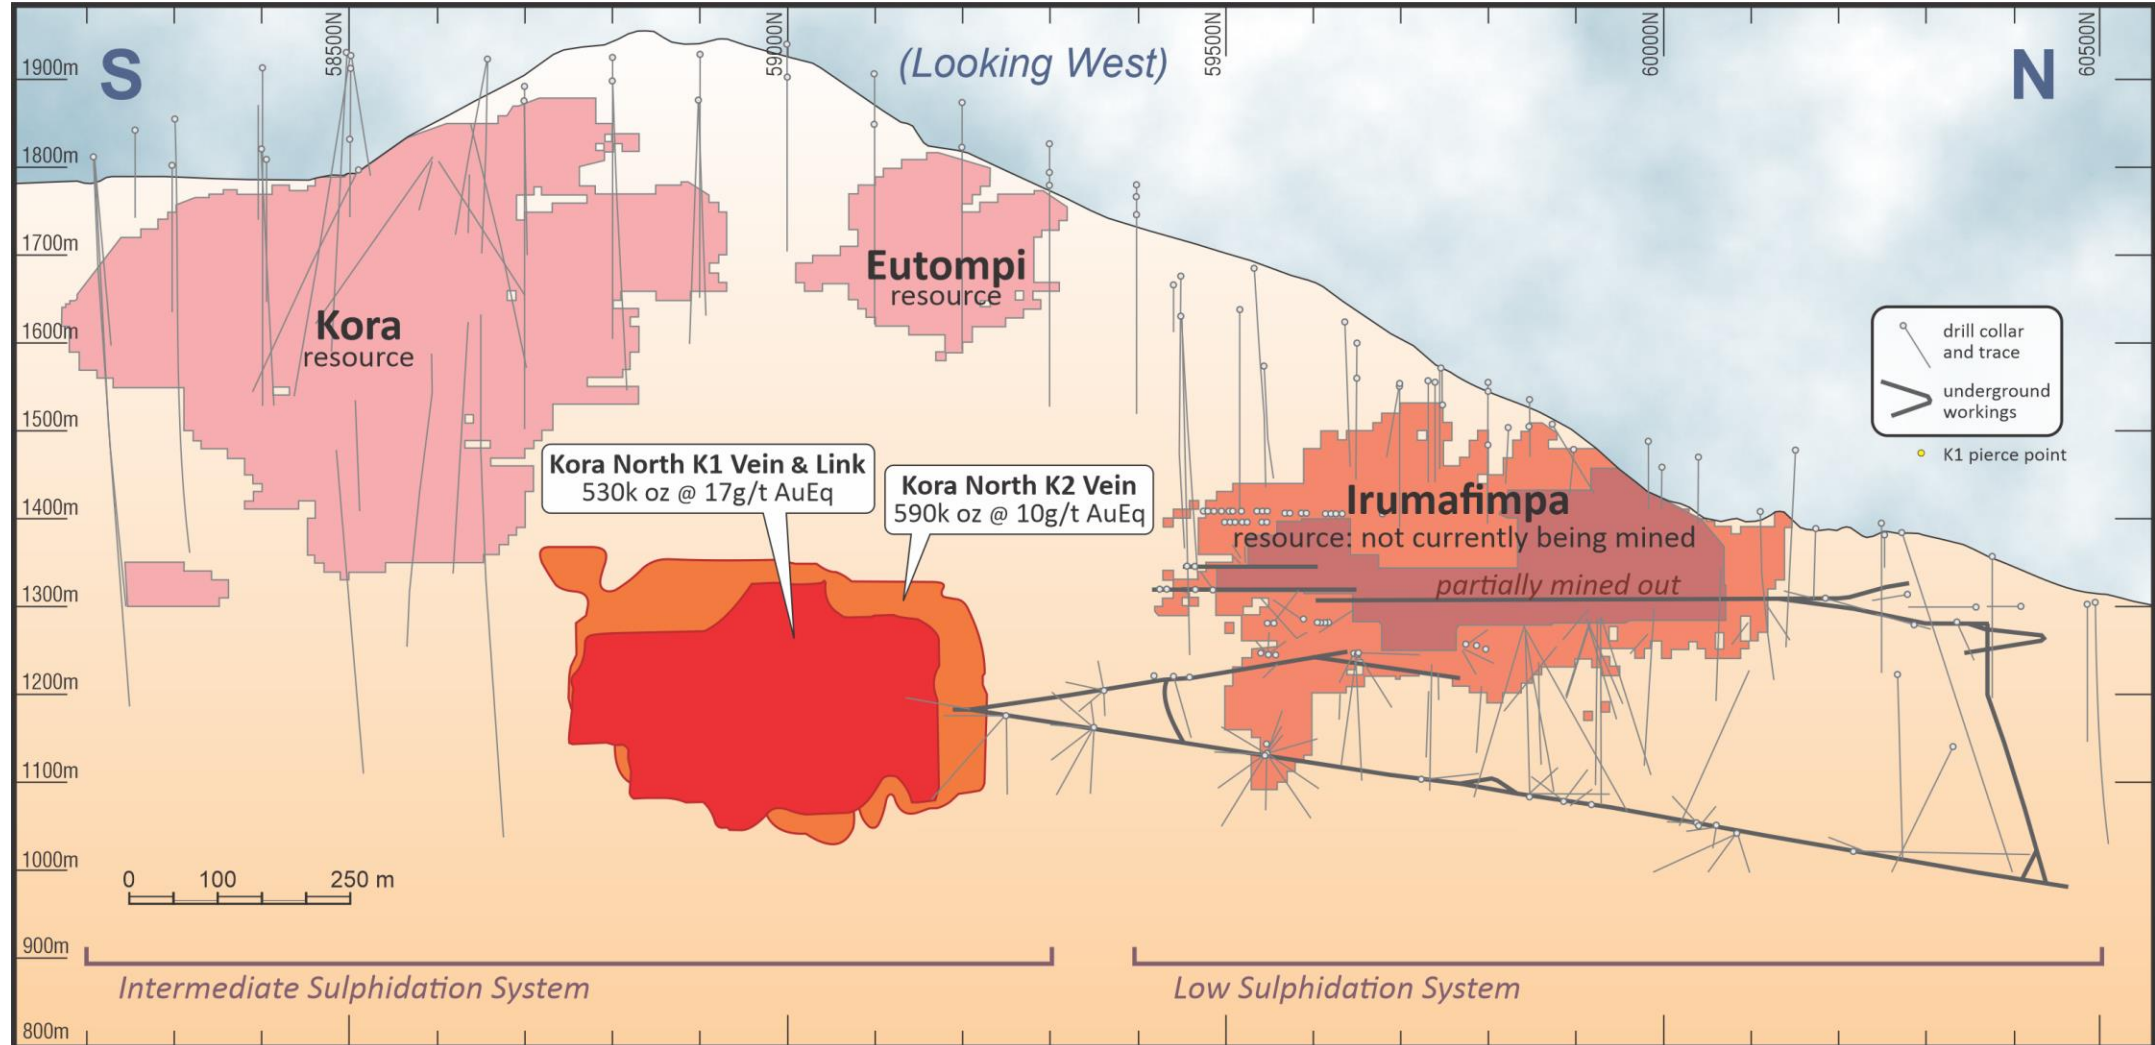 S
(Looking West)
N
58500N
59000N
59500N
60000N
60500N
1900m
1800m
1700m
1600m
1500m
1400m
1300m
1200m
1100m
1000m
900m
800m
Kora
resource
Eutompi
resource
Kora North K1 Vein & Link
530k oz @ 17g/t AuEq
Kora North K2 Vein
590k oz @ 10g/t AuEq
Irumafimpa
resource: not currently being mined
partially mined out
drill collar
and trace
underground
workings
K1 pierce point
0 100 250 m
Intermediate Sulphidation System
Low Sulphidation System